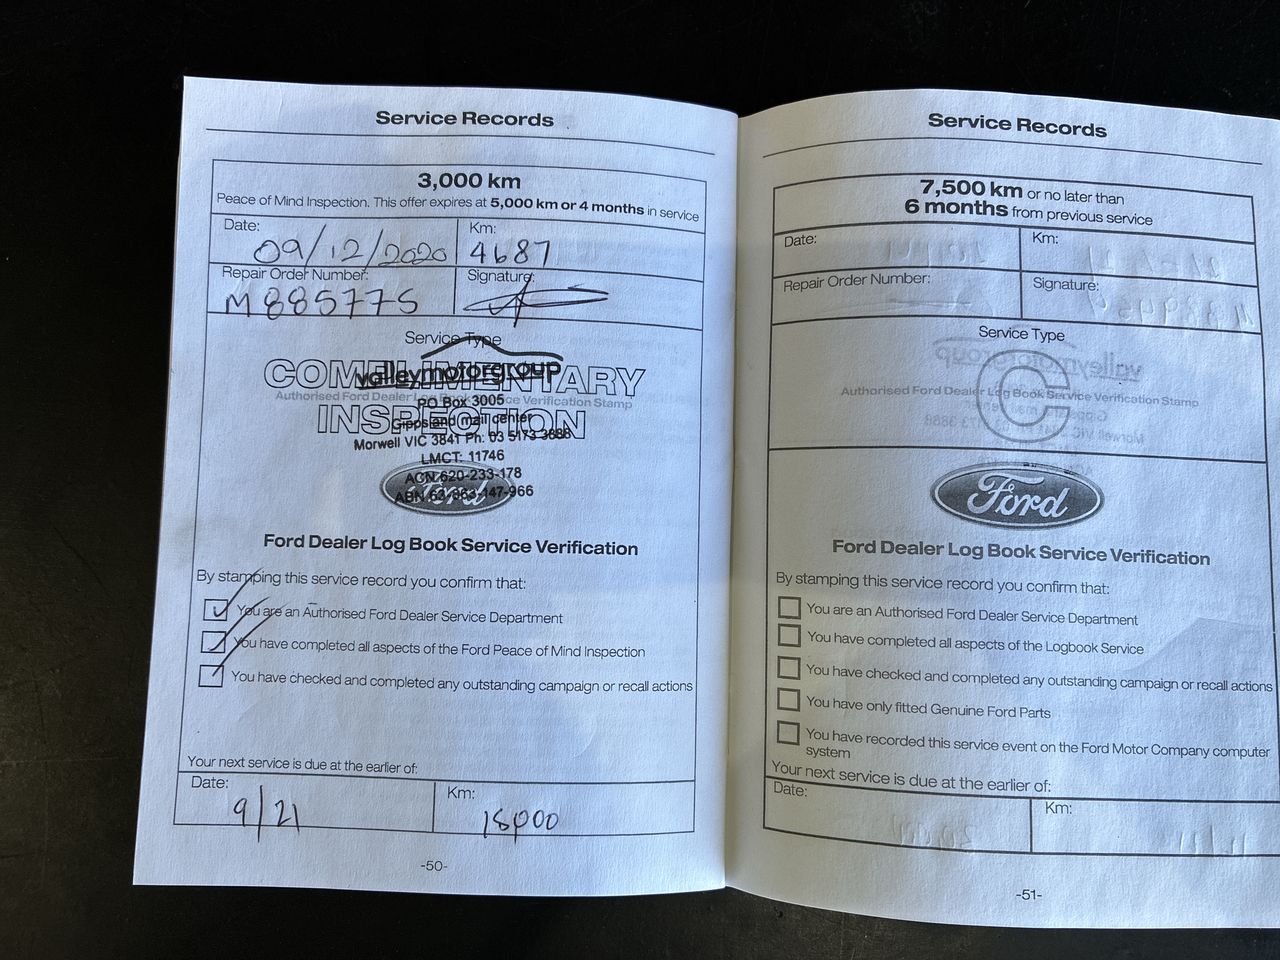 Service Records
3,000 km
Peace of Mind Inspection. This offer expires at 5,000 km or 4 months in service
Date: 09/12/2020
Km: 4687
Repair Order Number: M885775
Signature:
Service Type
COMPLIMENTARY
valleymotorgroup
Authorised Ford Dealer Log Book Service Verification Stamp
PO Box 3005
INSPECTION
Gippsland mail center
Morwell VIC 3841 Ph: 03 5173 3888
LMCT: 11746
ACN 620-233-178
Ford
ABN 63-863-147-966
Ford Dealer Log Book Service Verification
By stamping this service record you confirm that:
You are an Authorised Ford Dealer Service Department
You have completed all aspects of the Ford Peace of Mind Inspection
You have checked and completed any outstanding campaign or recall actions
Your next service is due at the earlier of:
Date: 9/21
Km: 15000
-50-
Service Records
7,500 km or no later than
6 months from previous service
Date:
Km:
Repair Order Number:
Signature:
Service Type
C
Authorised Ford Dealer Log Book Service Verification Stamp
Ford
Ford Dealer Log Book Service Verification
By stamping this service record you confirm that:
You are an Authorised Ford Dealer Service Department
You have completed all aspects of the Logbook Service
You have checked and completed any outstanding campaign or recall actions
You have only fitted Genuine Ford Parts
You have recorded this service event on the Ford Motor Company computer
system
Your next service is due at the earlier of:
Date:
Km:
-51-